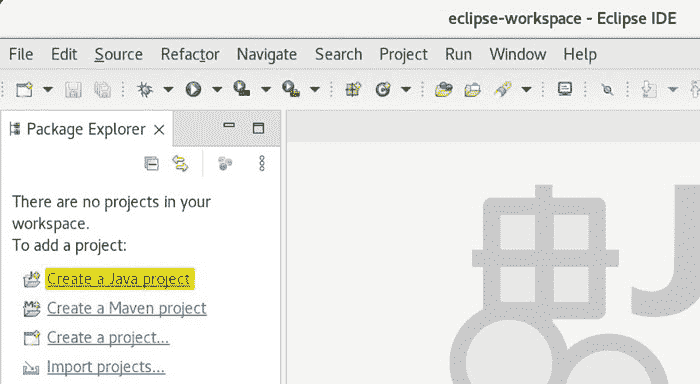 eclipse-workspace - Eclipse IDE
File Edit Source Refactor Navigate Search Project Run Window Help
Package Explorer
There are no projects in your
workspace.
To add a project:
Create a Java project
Create a Maven project
Create a project...
Import projects...
J